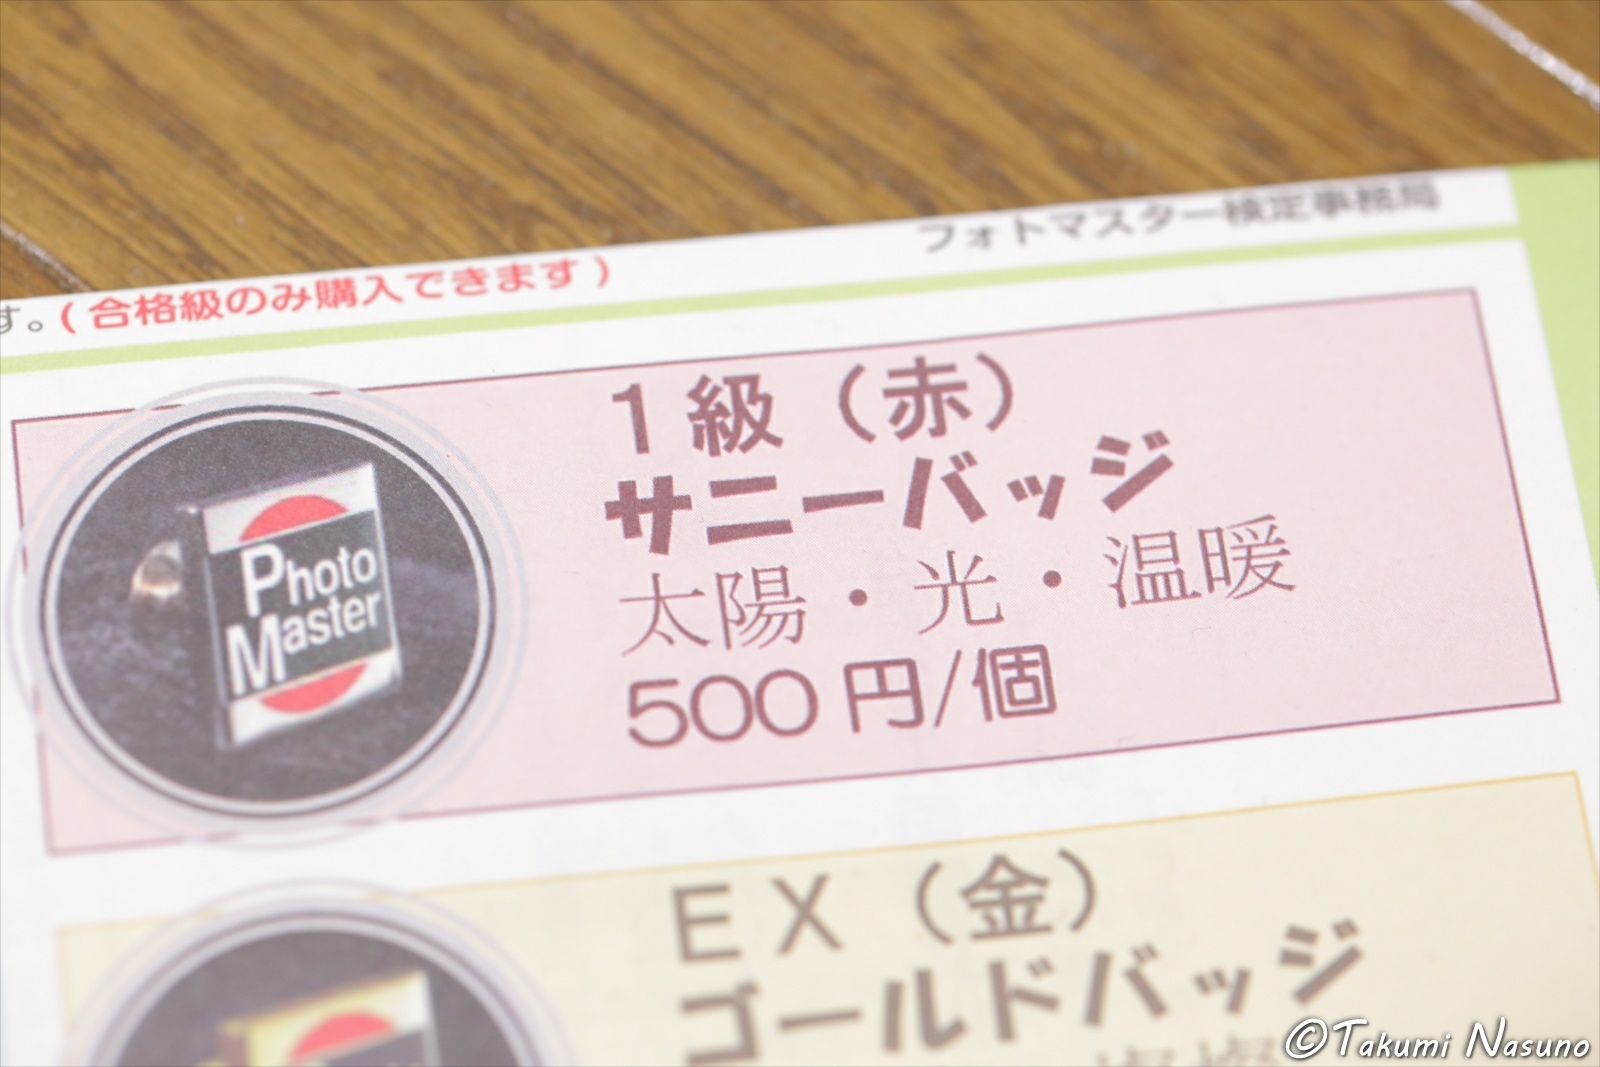 フォトマスター検定事務局
す。(合格級のみ購入できます)
1級(赤)
サニーバッジ
太陽・光・温暖
500円/個
Photo
Master
EX(金)
ゴールドバッジ
©Takumi Nasuno